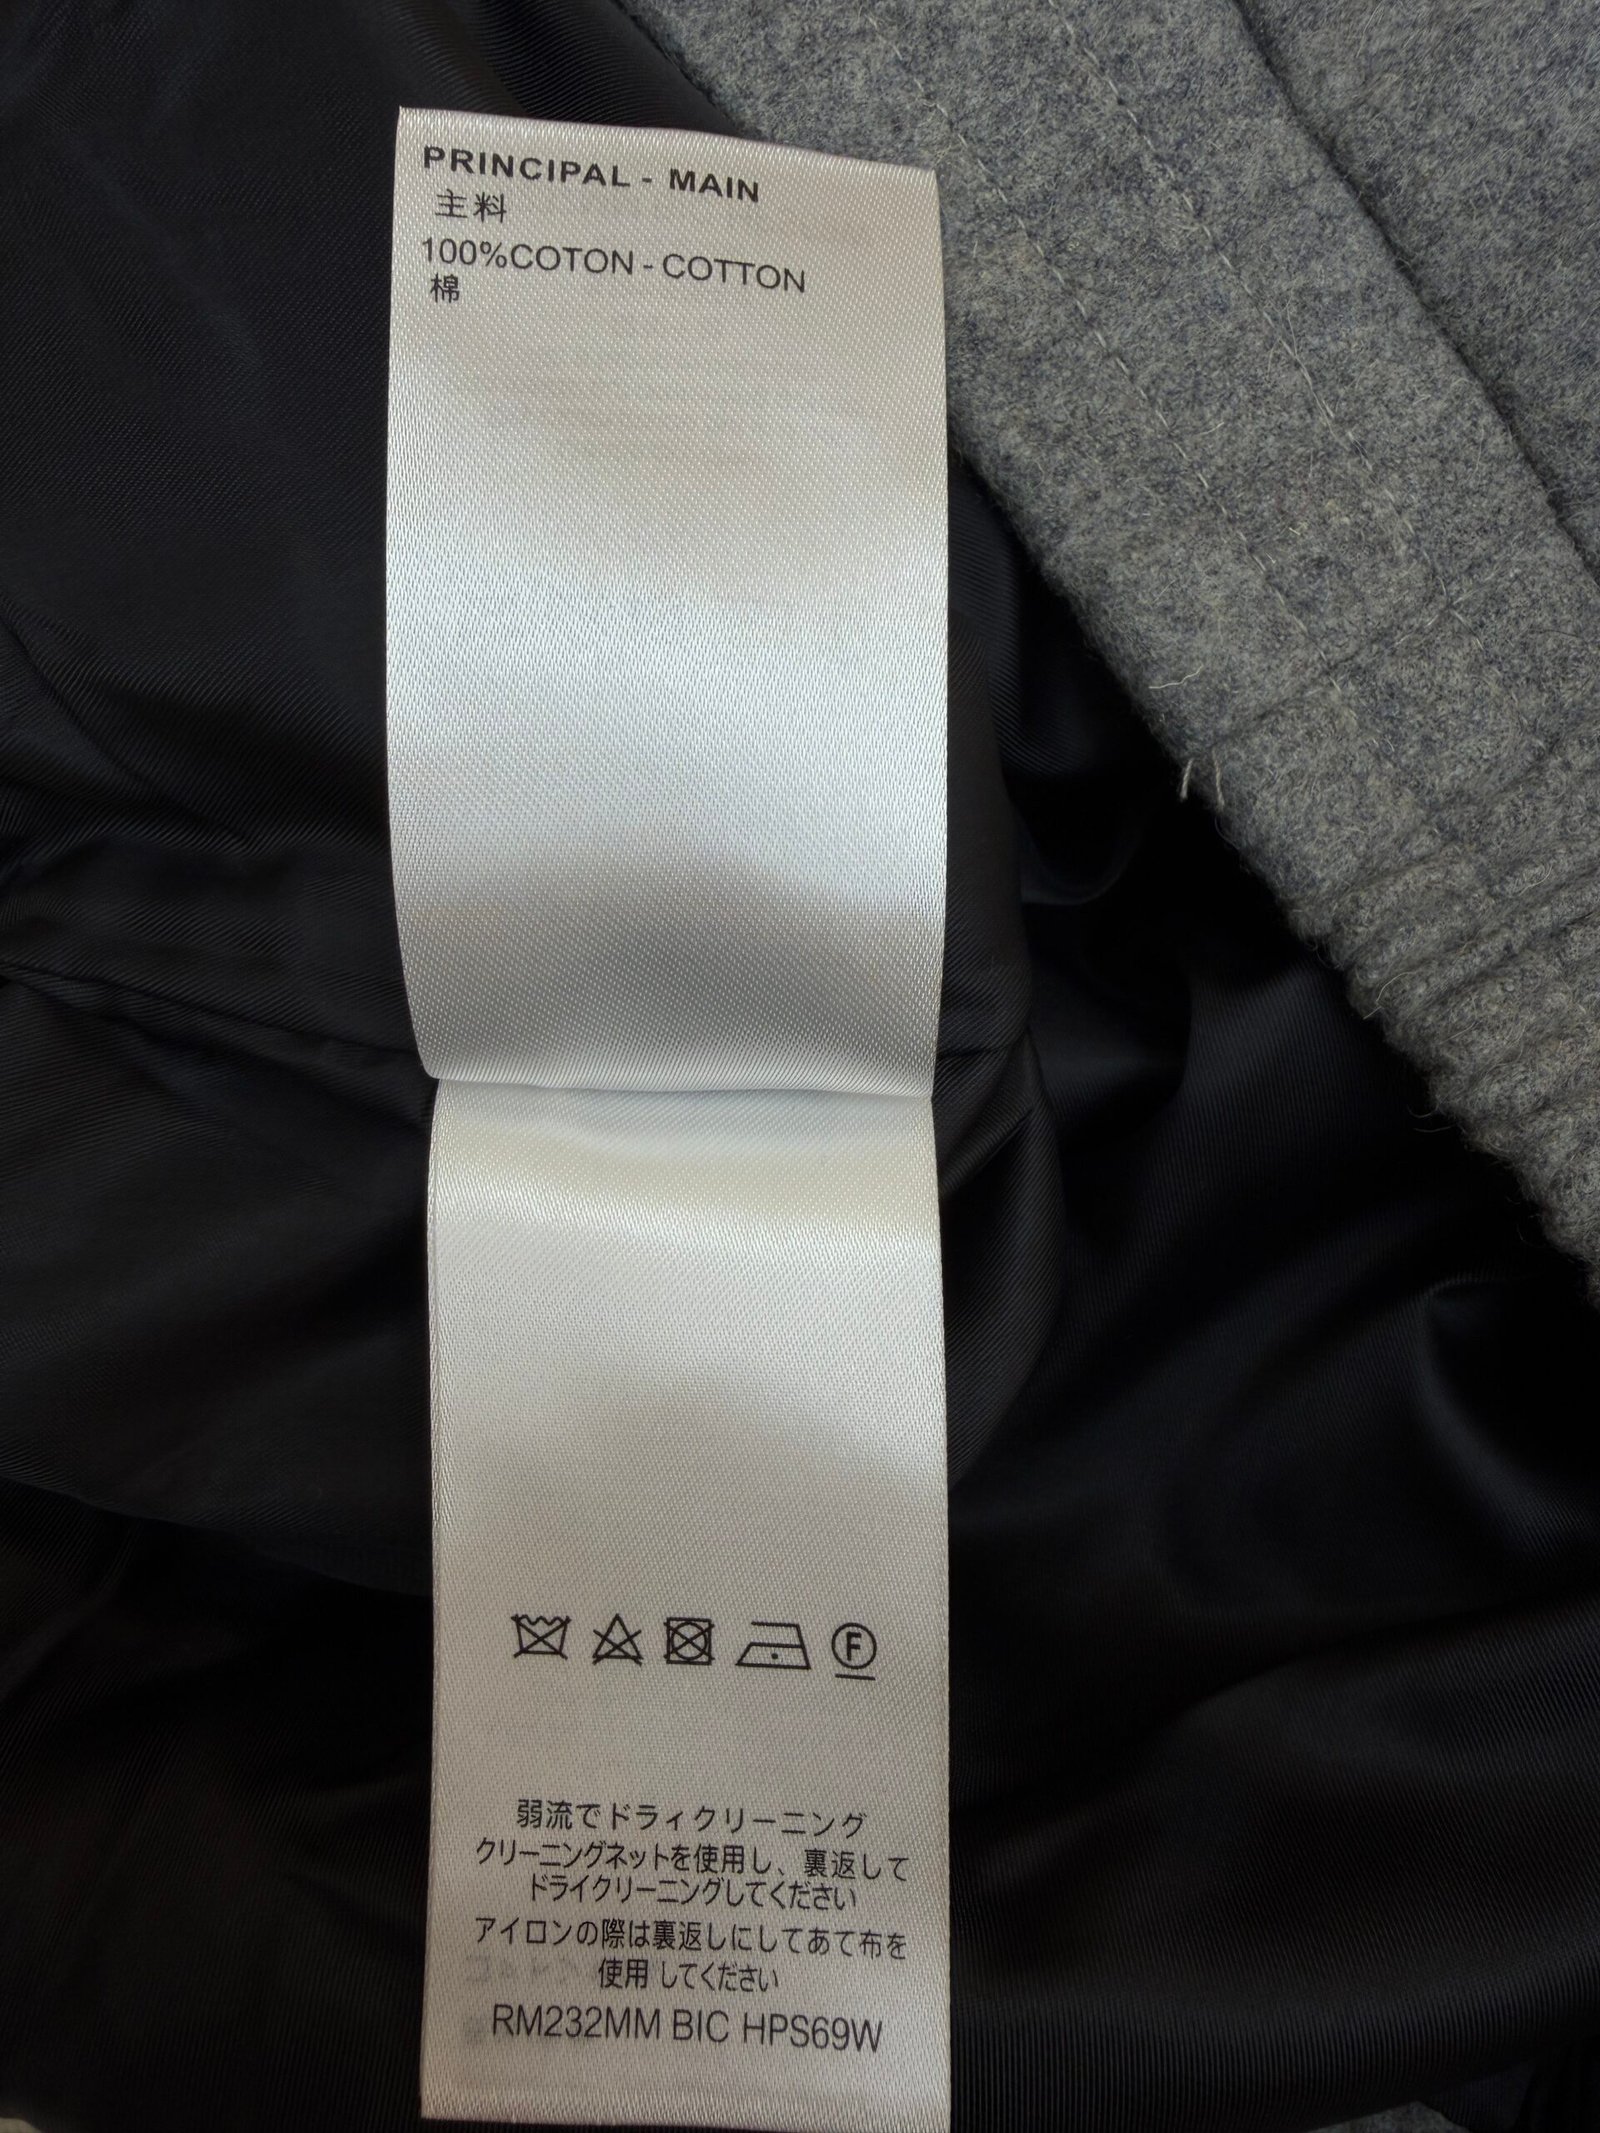 PRINCIPAL - MAIN
主料
100%COTON - COTTON
棉
F
弱流でドライクリーニング
クリーニングネットを使用し、裏返して
ドライクリーニングしてください
アイロンの際は裏返しにしてあて布を
使用 してください
RM232MM BIC HPS69W